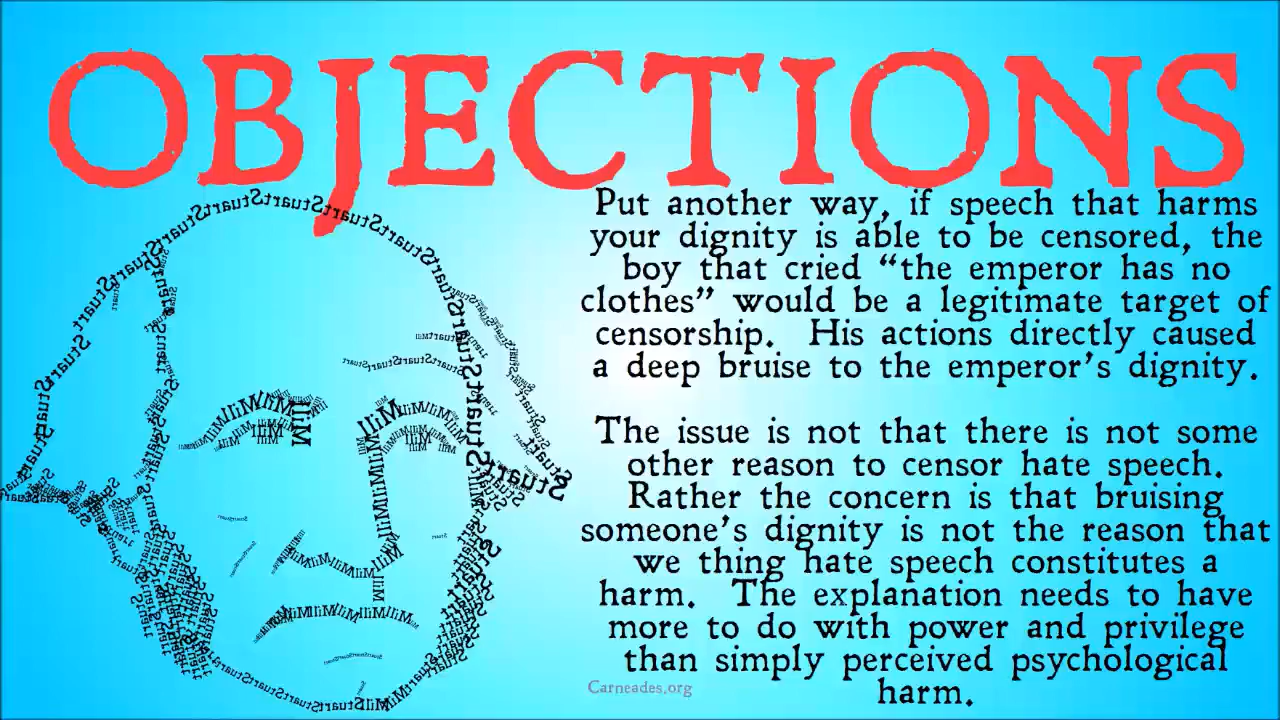 OBJECTIONS
Put another way, if speech that harms
your dignity is able to be censored, the
boy that cried “the emperor has no
clothes” would be a legitimate target of
censorship. His actions directly caused
a deep bruise to the emperor’s dignity.
The issue is not that there is not some
other reason to censor hate speech.
Rather the concern is that bruising
someone’s dignity is not the reason that
we thing hate speech constitutes a
harm. The explanation needs to have
more to do with power and privilege
than simply perceived psychological
harm.
Carneades.org